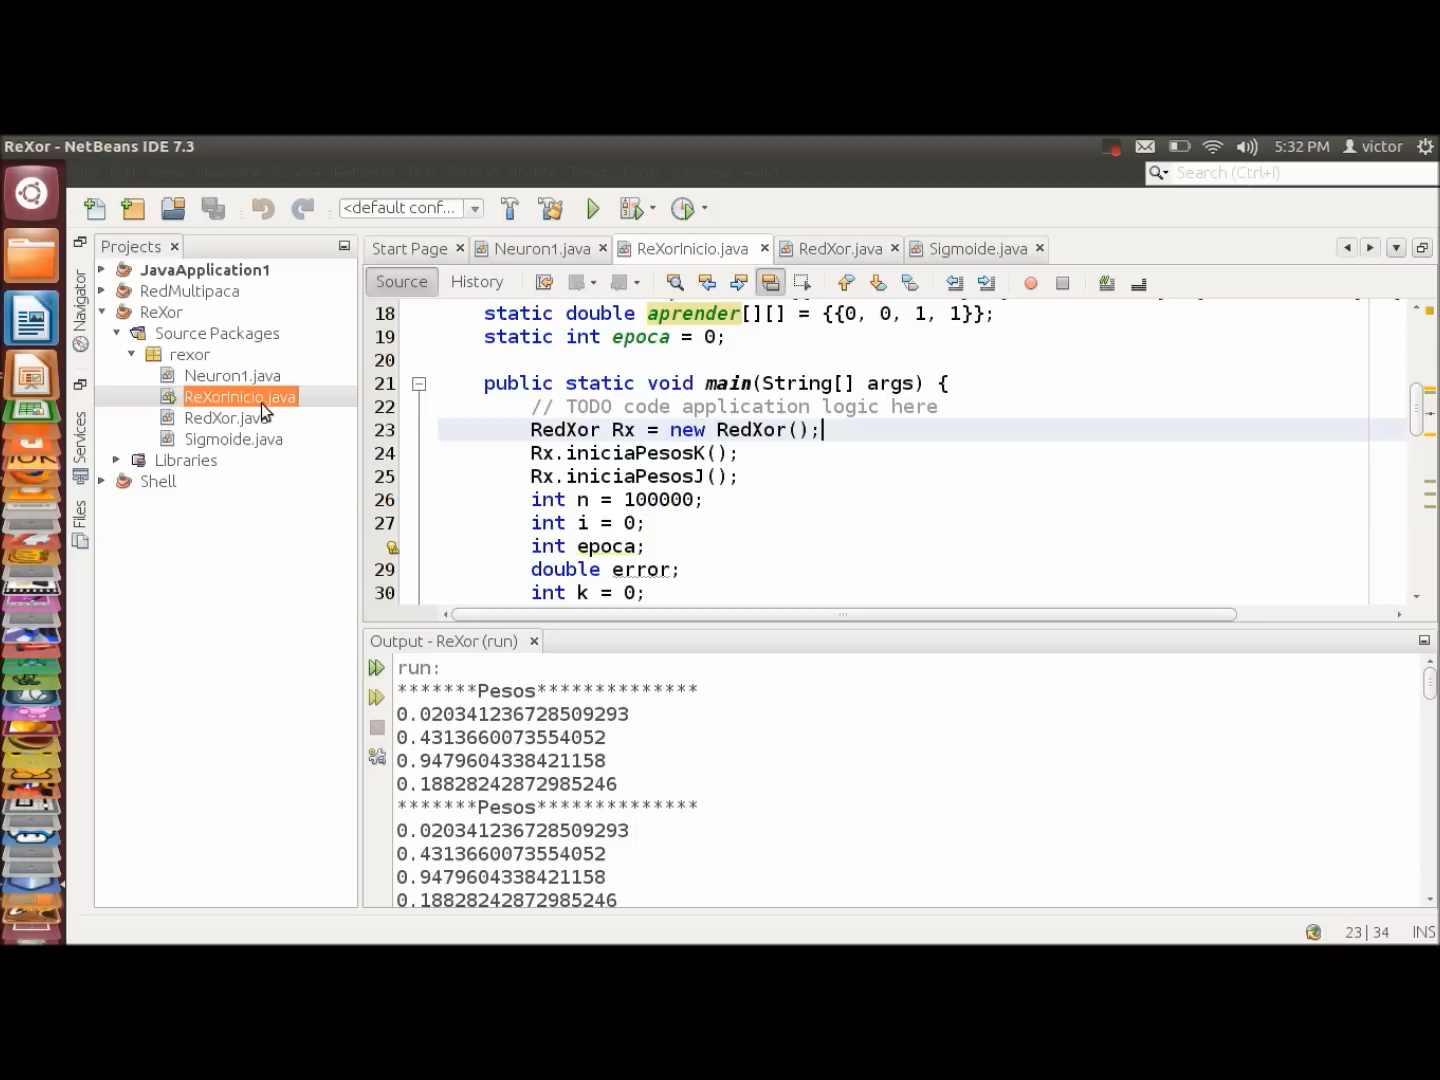 ReXor - NetBeans IDE 7.3
5:32 PM victor
Search (Ctrl+I)
<default conf...
Projects
Start Page
Neuron1.java
ReXorInicio.java
RedXor.java
Sigmoide.java
Source
History
Navigator
Services
Files
JavaApplication1
RedMultipaca
ReXor
Source Packages
rexor
Neuron1.java
ReXorInicio.java
RedXor.java
Sigmoide.java
Libraries
Shell
18 static double aprender[][] = {{0, 0, 1, 1}};
19 static int epoca = 0;
20
21 public static void main(String[] args) {
22 // TODO code application logic here
23 RedXor Rx = new RedXor();
24 Rx.iniciaPesosK();
25 Rx.iniciaPesosJ();
26 int n = 100000;
27 int i = 0;
int epoca;
29 double error;
30 int k = 0;
Output - ReXor (run)
run:
*******Pesos**************
0.020341236728509293
0.4313660073554052
0.9479604338421158
0.18828242872985246
*******Pesos**************
0.020341236728509293
0.4313660073554052
0.9479604338421158
0.18828242872985246
23|34 INS